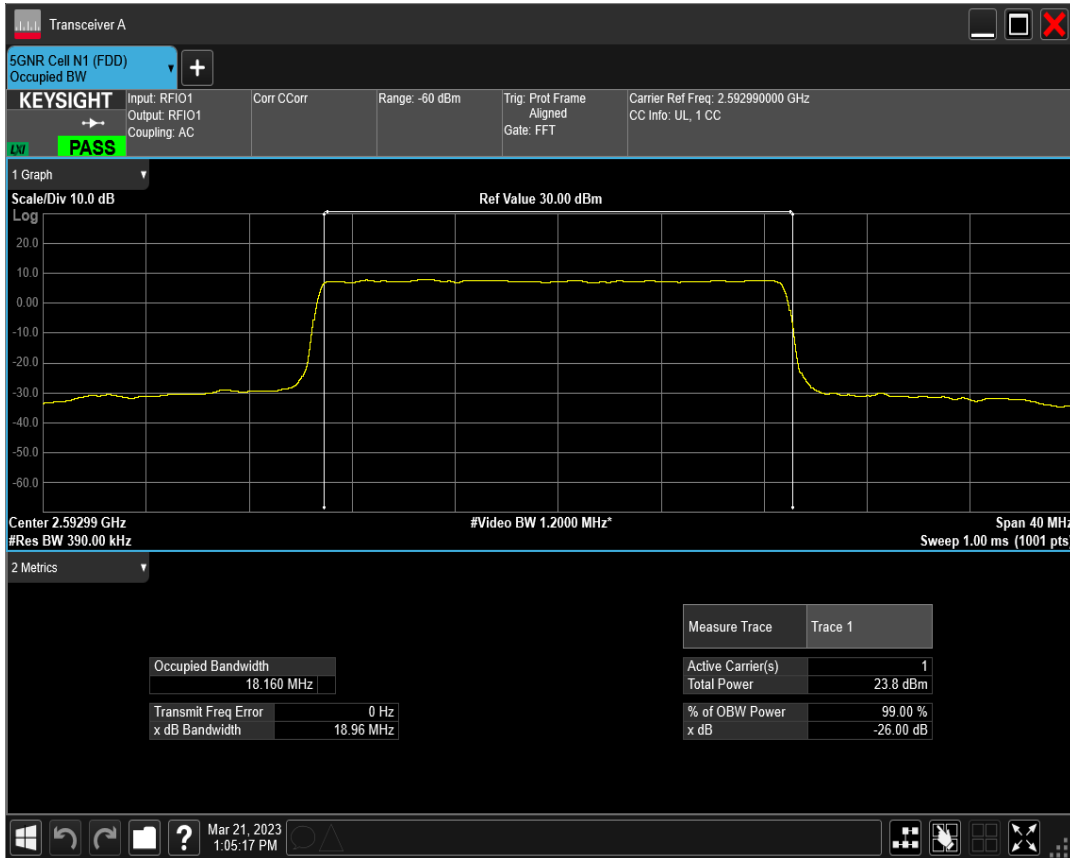 Transceiver A
5GNR Cell N1 (FDD)
Occupied BW
+
KEYSIGHT
LXI
PASS
Input: RFIO1
Output: RFIO1
Coupling: AC
Corr CCorr
Range: -60 dBm
Trig: Prot Frame
Aligned
Gate: FFT
Carrier Ref Freq: 2.592990000 GHz
CC Info: UL, 1 CC
1 Graph
Scale/Div 10.0 dB
Ref Value 30.00 dBm
Log
20.0
10.0
0.00
-10.0
-20.0
-30.0
-40.0
-50.0
-60.0
Center 2.59299 GHz
#Video BW 1.2000 MHz*
Span 40 MHz
#Res BW 390.00 kHz
Sweep 1.00 ms (1001 pts)
2 Metrics
Measure Trace Trace 1
Occupied Bandwidth
18.160 MHz
Transmit Freq Error 0 Hz
x dB Bandwidth 18.96 MHz
Active Carrier(s) 1
Total Power 23.8 dBm
% of OBW Power 99.00 %
x dB -26.00 dB
?
Mar 21, 2023
1:05:17 PM